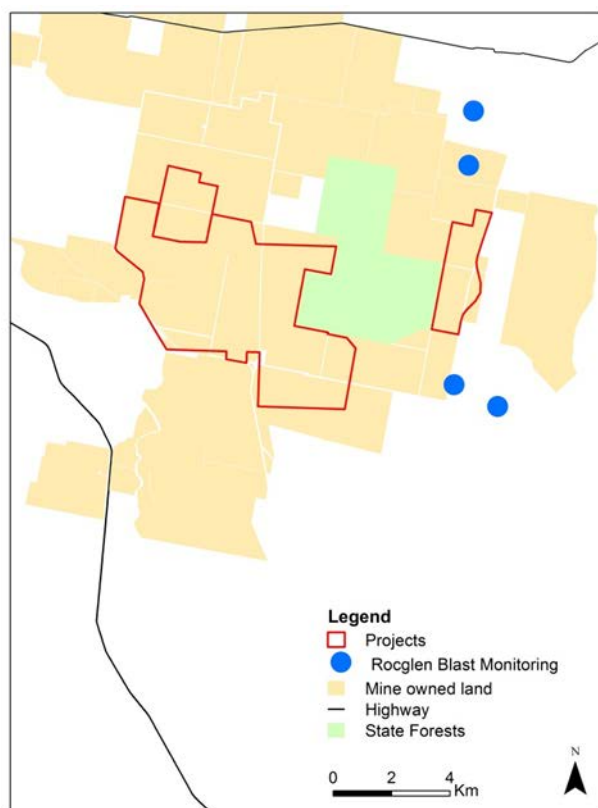 Legend
Projects
Rocglen Blast Monitoring
Mine owned land
Highway
State Forests
N
0 2 4
Km